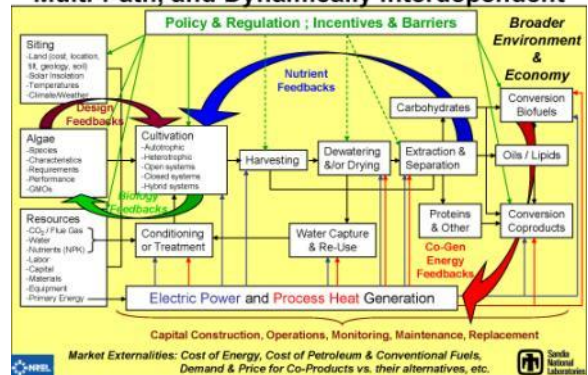 Multi-Path, and Dynamically Interdependent
Policy & Regulation ; Incentives & Barriers
Broader
Environment
&
Economy
Siting
-Land (cost, location,
tilt, geology, soil)
-Solar Insolation
-Temperatures
-Climate/Weather
Design
Feedbacks
Nutrient
Feedbacks
Algae
-Species
-Characteristics
-Requirements
-Performance
-GMOs
Cultivation
-Autotrophic
-Heterotrophic
-Open systems
-Closed systems
-Hybrid systems
Biology
Feedbacks
Harvesting
Dewatering
&/or Drying
Extraction &
Separation
Carbohydrates
Conversion
Biofuels
Oils / Lipids
Proteins
& Other
Conversion
Coproducts
Resources
-CO2 / Flue Gas
-Water
-Nutrients (NPK)
-Labor
-Capital
-Materials
-Equipment
-Primary Energy
Conditioning
or Treatment
Water Capture
& Re-Use
Co-Gen
Energy
Feedbacks
Electric Power and Process Heat Generation
Capital Construction, Operations, Monitoring, Maintenance, Replacement
Market Externalities: Cost of Energy, Cost of Petroleum & Conventional Fuels,
Demand & Price for Co-Products vs. their alternatives, etc.
NREL
Sandia
National
Laboratories